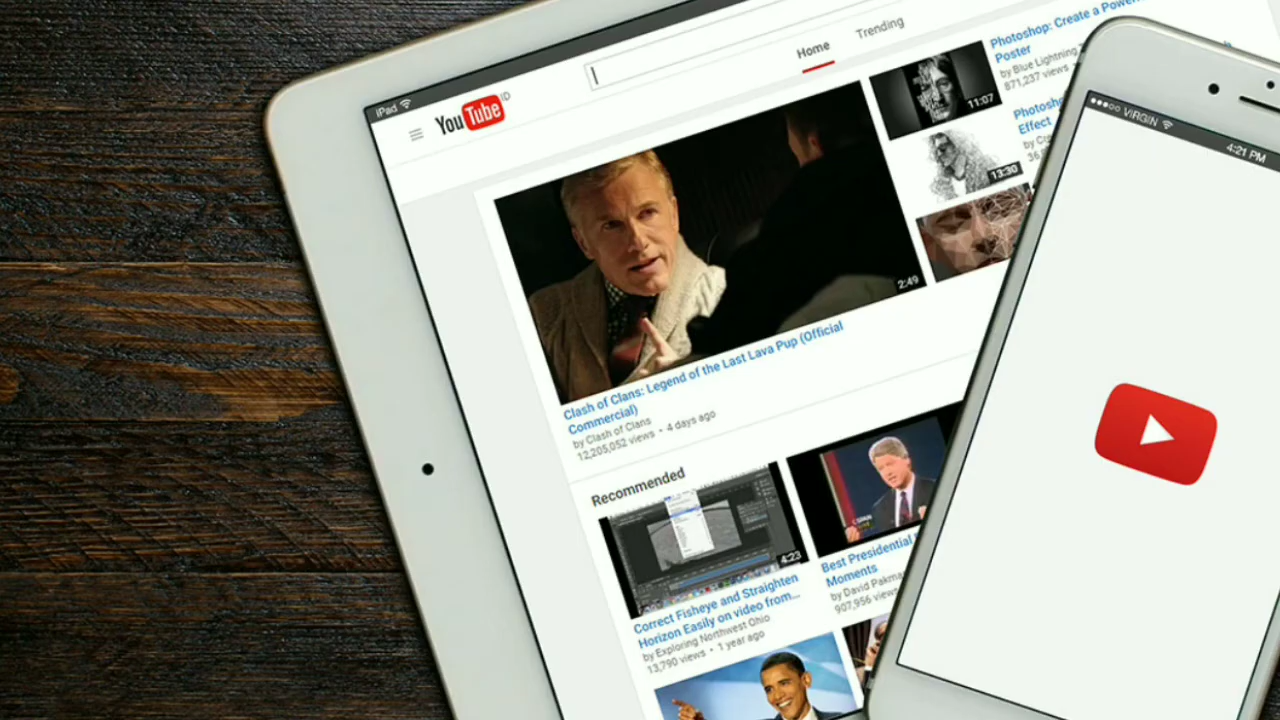 iPad
YouTube ID
Home
Trending
Photoshop: Create a Powerful
Poster
by Blue Lightning
871,237 views
11:07
Effect
13:30
VIRGIN
4:21 PM
2:49
Clash of Clans: Legend of the Last Lava Pup (Official
Commercial)
by Clash of Clans
12,205,052 views • 4 days ago
Recommended
4:23
Correct Fisheye and Straighten
Horizon Easily on video from...
by Exploring Northwest Ohio
13,790 views • 1 year ago
Best Presidential
Moments
by David Pakman
907,956 views